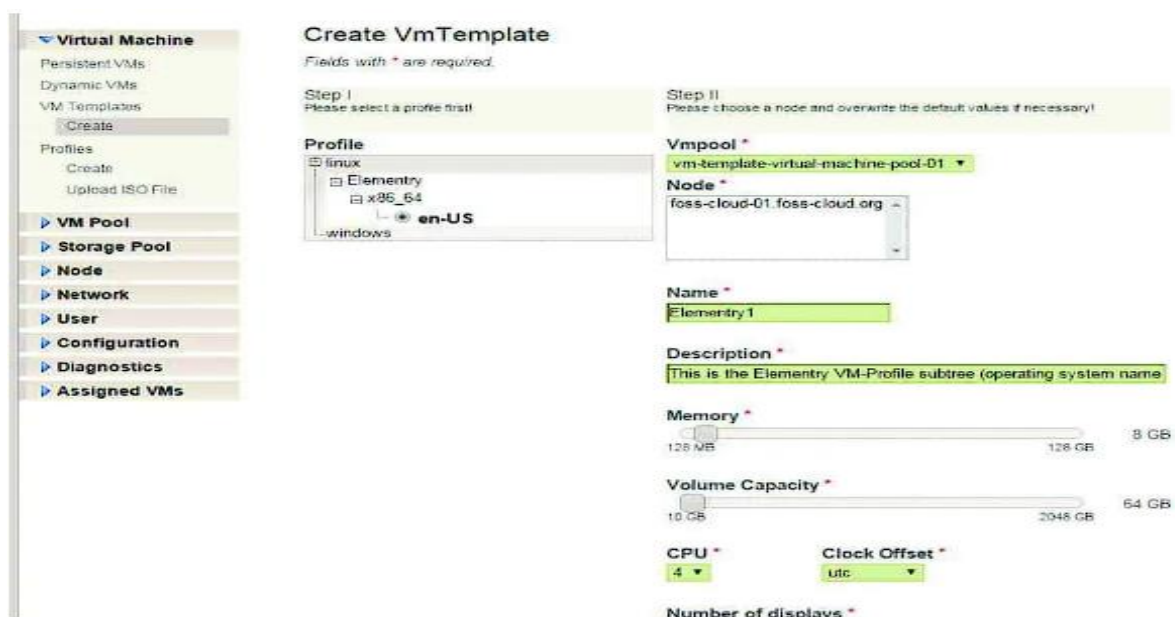 Virtual Machine
Persistent VMs
Dynamic VMs
VM Templates
Create
Profiles
Create
Upload ISO File
VM Pool
Storage Pool
Node
Network
User
Configuration
Diagnostics
Assigned VMs
Create VmTemplate
Fields with * are required.
Step I
Please select a profile first!
Profile
linux
Elementry
x86_64
en-US
windows
Step II
Please choose a node and overwrite the default values if necessary!
Vmpool *
vm-template-virtual-machine-pool-01
Node *
foss-cloud-01.foss-cloud.org
Name *
Elementry1
Description *
This is the Elementry VM-Profile subtree (operating system name
Memory *
8 GB
128 MB 128 GB
Volume Capacity *
64 GB
10 GB 2048 GB
CPU * Clock Offset *
4 utc
Number of displays *